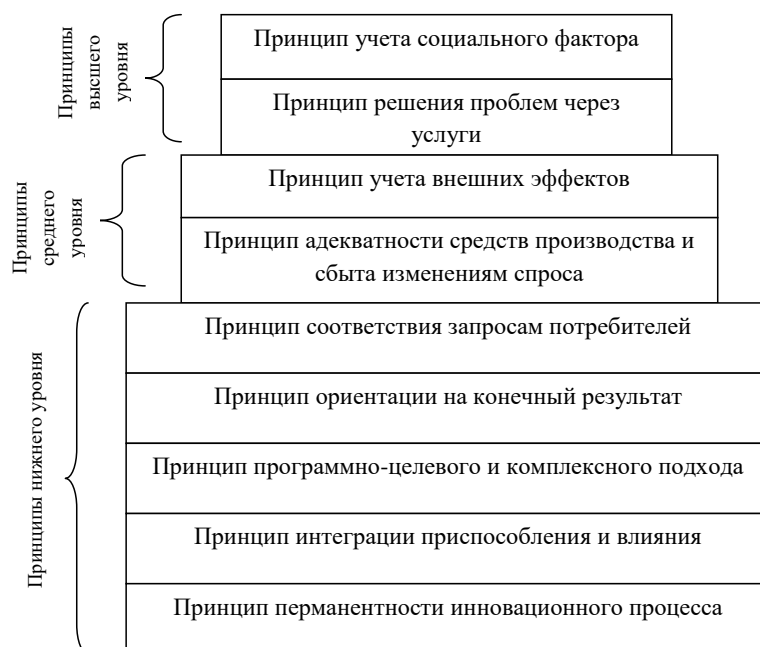 Принципы
высшего
уровня
Принцип учета социального фактора
Принцип решения проблем через
услуги
Принципы
среднего
уровня
Принцип учета внешних эффектов
Принцип адекватности средств производства и
сбыта изменениям спроса
Принципы нижнего уровня
Принцип соответствия запросам потребителей
Принцип ориентации на конечный результат
Принцип программно-целевого и комплексного подхода
Принцип интеграции приспособления и влияния
Принцип перманентности инновационного процесса